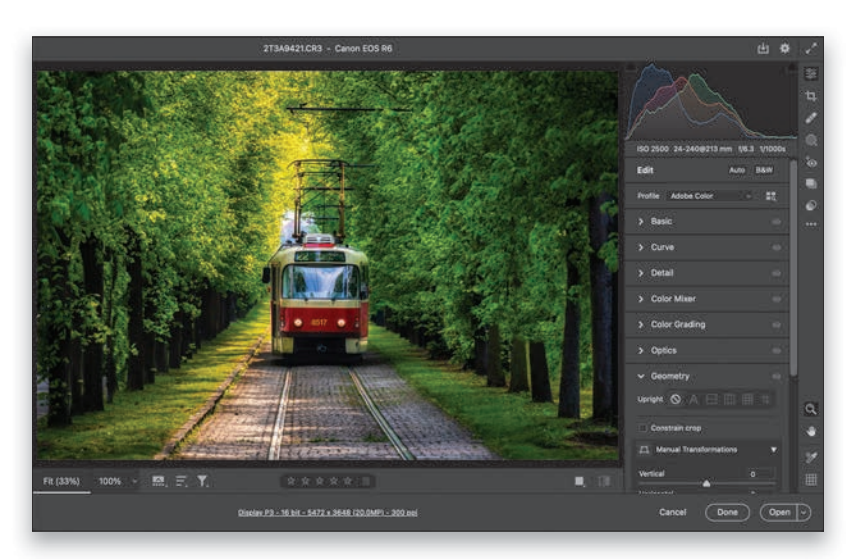 2T3A9421.CR3 - Canon EOS R6
ISO 2500 24-240@213 mm f/6.3 1/1000s
Edit Auto B&W
Profile Adobe Color
Basic
Curve
Detail
Color Mixer
Color Grading
Optics
Geometry
Upright A
Constrain crop
Manual Transformations
Vertical 0
22
8517
Fit (33%) 100%
Display P3 - 16 bit - 5472 x 3648 (20.0MP) - 300 ppi
Cancel Done Open